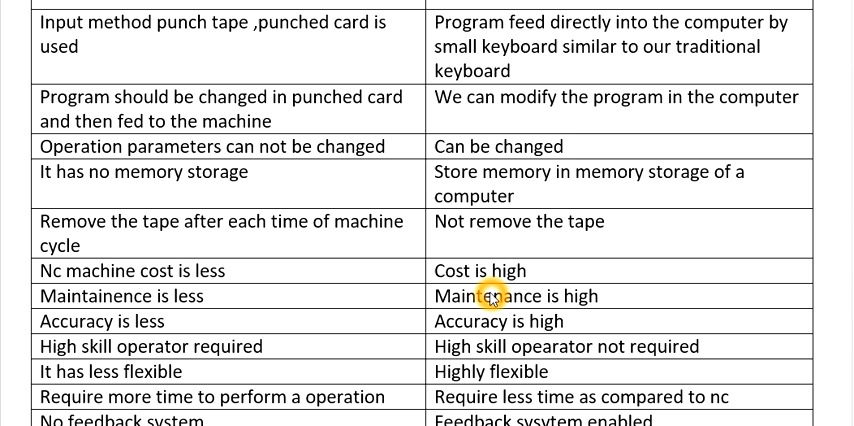 Input method punch tape ,punched card is
used
Program feed directly into the computer by
small keyboard similar to our traditional
keyboard
Program should be changed in punched card
and then fed to the machine
We can modify the program in the computer
Operation parameters can not be changed
Can be changed
It has no memory storage
Store memory in memory storage of a
computer
Remove the tape after each time of machine
cycle
Not remove the tape
Nc machine cost is less
Cost is high
Maintainence is less
Maintenance is high
Accuracy is less
Accuracy is high
High skill operator required
High skill opearator not required
It has less flexible
Highly flexible
Require more time to perform a operation
Require less time as compared to nc
No feedback system
Feedback sysytem enabled